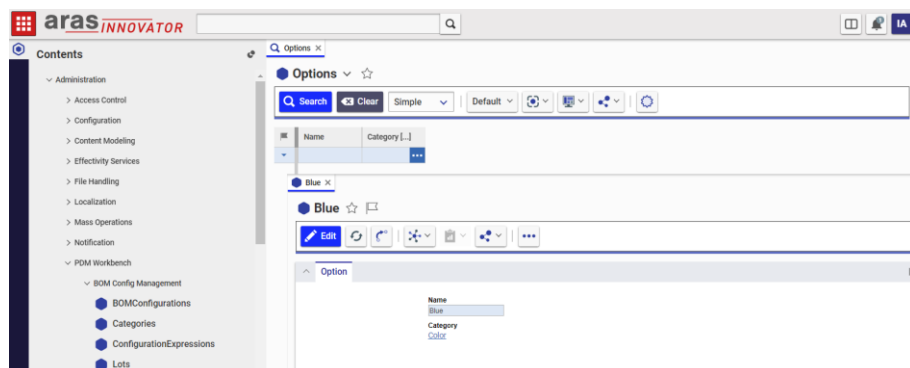 aras INNOVATOR
IA
Contents
Options ×
Options
Administration
Access Control
Search Clear Simple Default
Configuration
Content Modeling
Name Category [...]
Effectivity Services
File Handling
Blue ×
Localization
Blue
Mass Operations
Edit
Notification
PDM Workbench
Option
BOM Config Management
BOMConfigurations
Name
Blue
Categories
Category
Color
ConfigurationExpressions
Lots